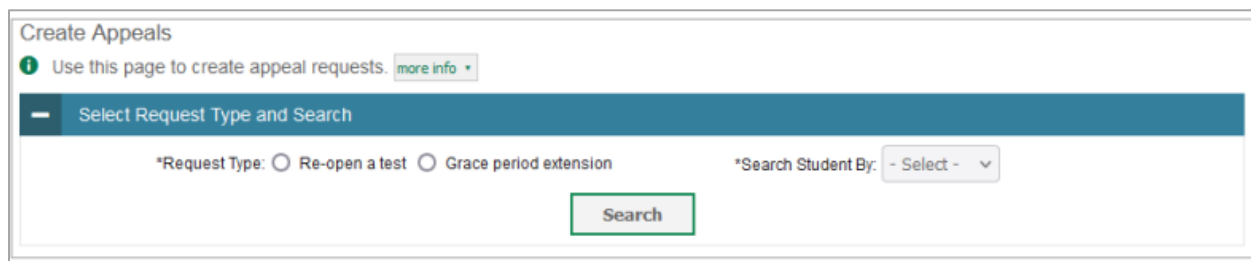 Create Appeals
Use this page to create appeal requests. more info
Select Request Type and Search
*Request Type: Re-open a test Grace period extension *Search Student By: - Select -
Search